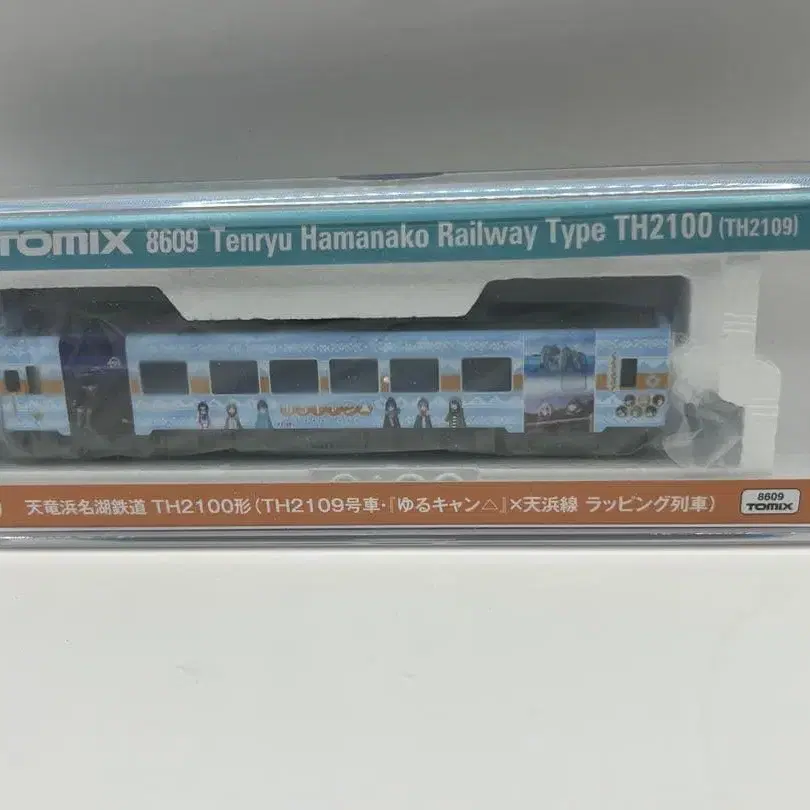 TOMIX 8609 Tenryu Hamanako Railway Type TH2100 (TH2109)
天竜浜名湖鉄道 TH2100形(TH2109号車・『ゆるキャン△』×天浜線 ラッピング列車)
8609
TOMIX